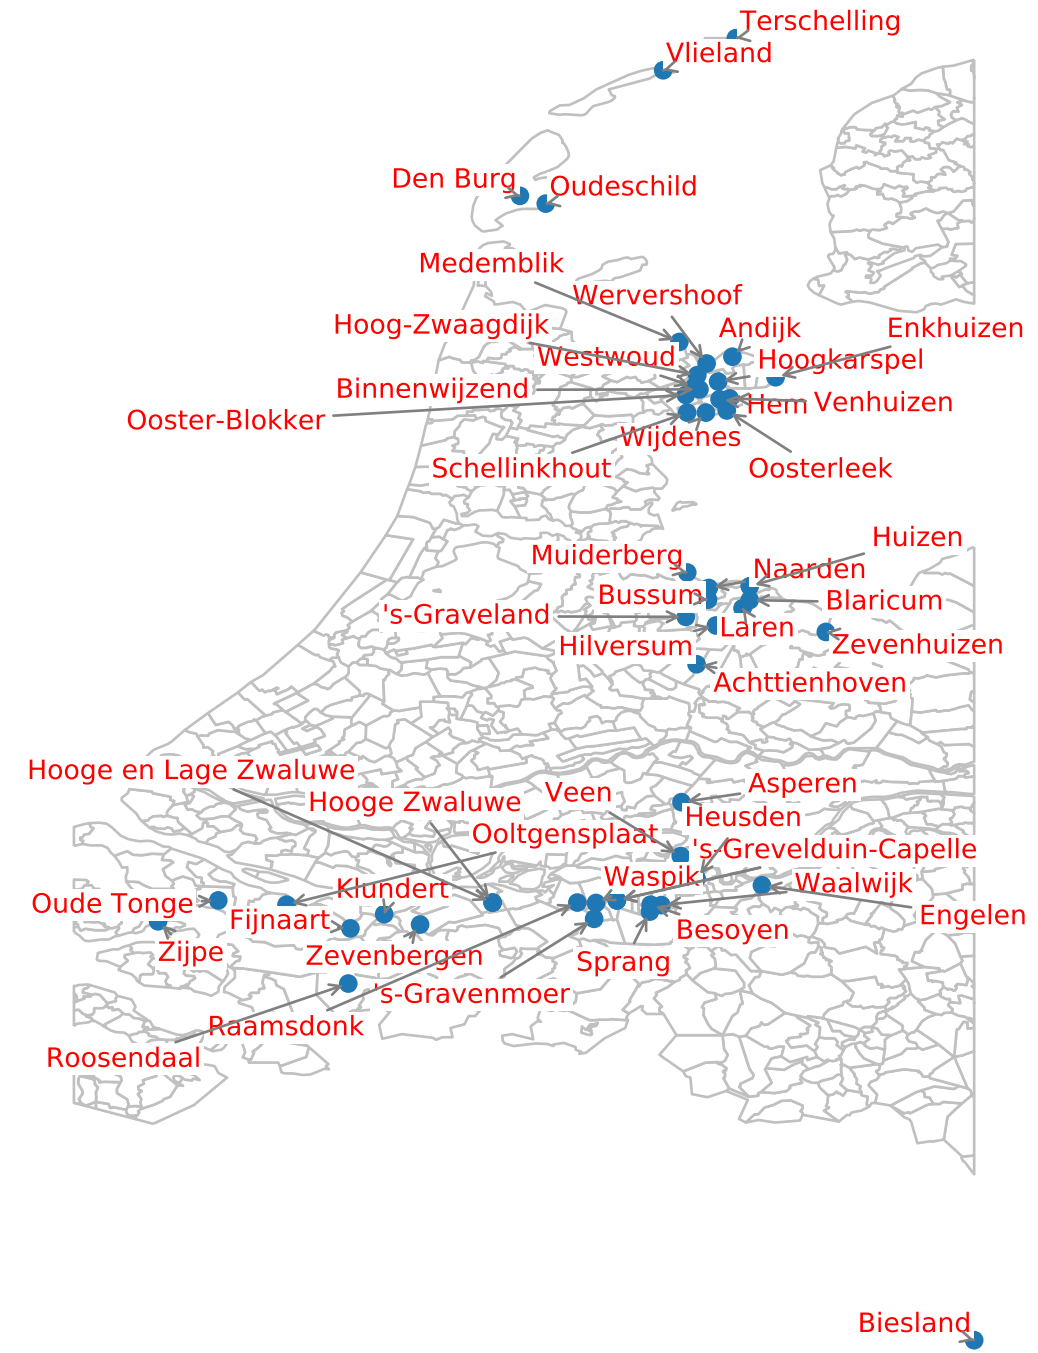 Terschelling
Vlieland
Den Burg
Oudeschild
Medemblik
Wervershoof
Hoog-Zwaagdijk
Andijk
Enkhuizen
Westwoud
Hoogkarspel
Binnenwijzend
Hem
Venhuizen
Ooster-Blokker
Wijdenes
Schellinkhout
Oosterleek
Huizen
Muiderberg
Naarden
Bussum
Blaricum
's-Graveland
Laren
Hilversum
Zevenhuizen
Achttienhoven
Hooge en Lage Zwaluwe
Asperen
Veen
Hooge Zwaluwe
Heusden
Ooltgensplaat
's-Grevelduin-Capelle
Waspik
Waalwijk
Klundert
Oude Tonge
Fijnaart
Engelen
Besoyen
Zijpe
Zevenbergen
Sprang
's-Gravenmoer
Raamsdonk
Roosendaal
Biesland